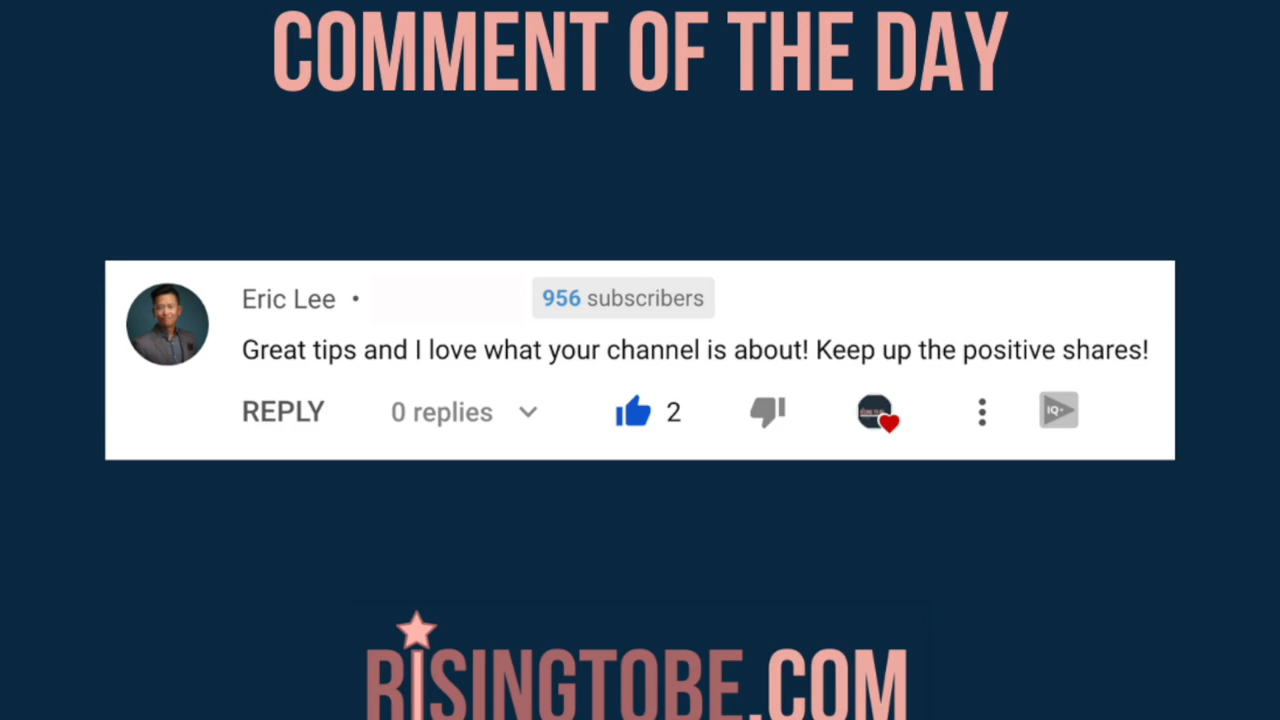 COMMENT OF THE DAY
Eric Lee • 956 subscribers
Great tips and I love what your channel is about! Keep up the positive shares!
REPLY 0 replies 2 IQ+
RISINGTOBE.COM